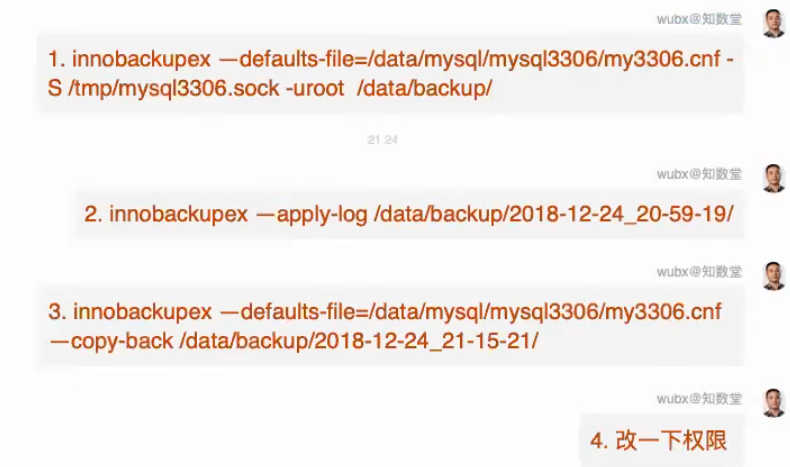 wubx@知数堂
1. innobackupex —defaults-file=/data/mysql/mysql3306/my3306.cnf -
S /tmp/mysql3306.sock -uroot  /data/backup/
21:24
wubx@知数堂
2. innobackupex —apply-log /data/backup/2018-12-24_20-59-19/
wubx@知数堂
3. innobackupex —defaults-file=/data/mysql/mysql3306/my3306.cnf
—copy-back /data/backup/2018-12-24_21-15-21/
wubx@知数堂
4. 改一下权限